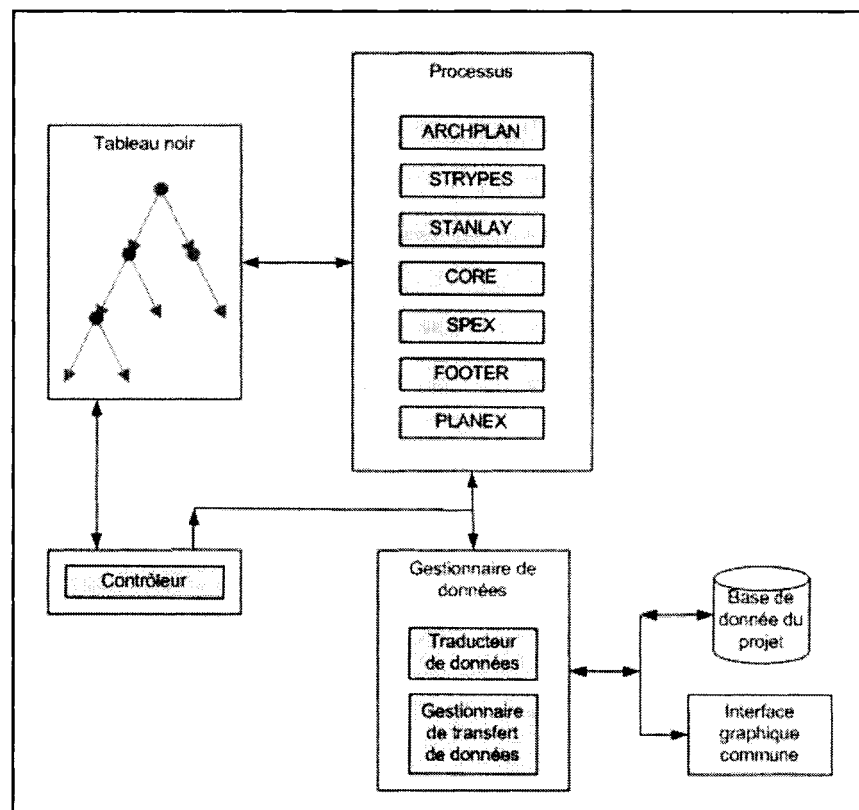 Processus
ARCHPLAN
STRYPES
STANLAY
CORE
SPEX
FOOTER
PLANEX
Tableau noir
Contrôleur
Gestionnaire de
données
Traducteur
de données
Gestionnaire
de transfert
de données
Base de
donnée du
projet
Interface
graphique
commune